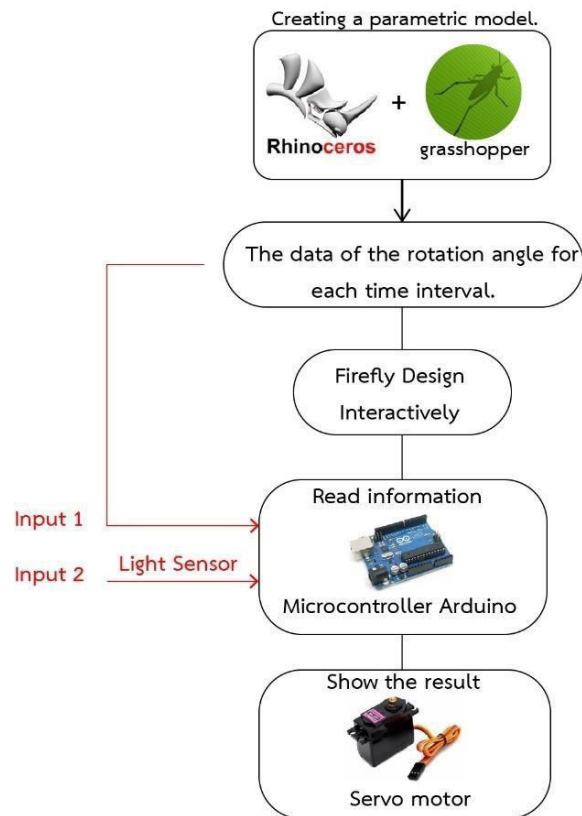 Creating a parametric model.
+
Rhinoceros
grasshopper
The data of the rotation angle for
each time interval.
Firefly Design
Interactively
Read information
Input 1
Input 2
Light Sensor
Microcontroller Arduino
Show the result
Servo motor